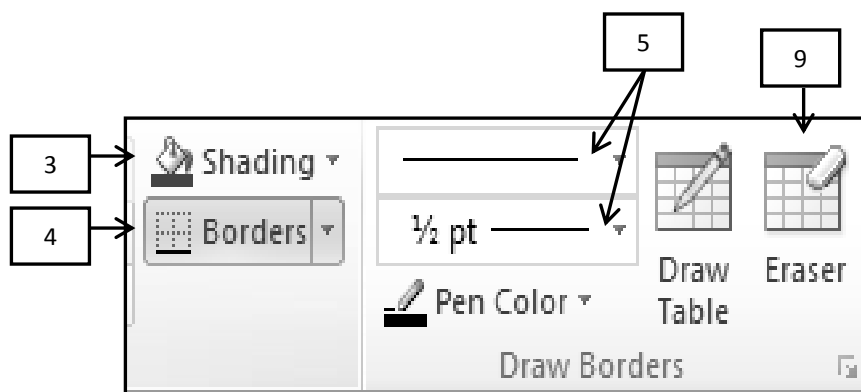 5
9
3
Shading
4
Borders
½ pt
Draw
Table
Eraser
Pen Color
Draw Borders